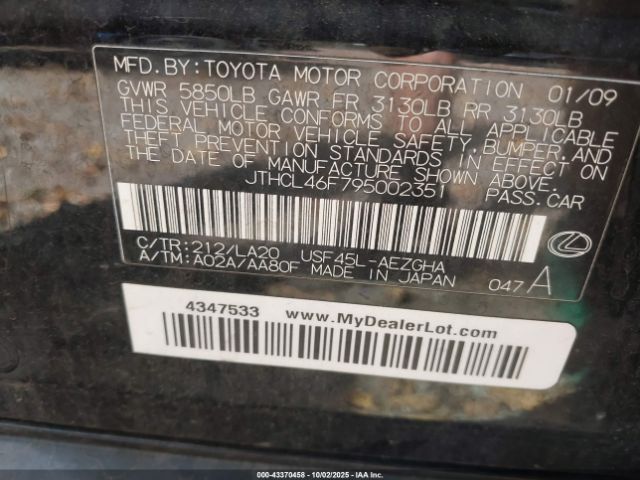 MFD.BY: TOYOTA MOTOR CORPORATION 01/09
GVWR 5850LB GAWR FR 3130LB RR 3130LB
THIS VEHICLE CONFORMS TO ALL APPLICABLE
FEDERAL MOTOR VEHICLE SAFETY, BUMPER, AND
THEFT PREVENTION STANDARDS IN EFFECT ON
THE DATE OF MANUFACTURE SHOWN ABOVE.
JTHCL46F795002351 PASS.CAR
C/TR: 212/LA20 USF45L-AEZGHA
A/TM: A02A/AA80F MADE IN JAPAN 047 A
4347533 www.MyDealerLot.com
000-43370458 - 10/02/2025 - IAAI.COM